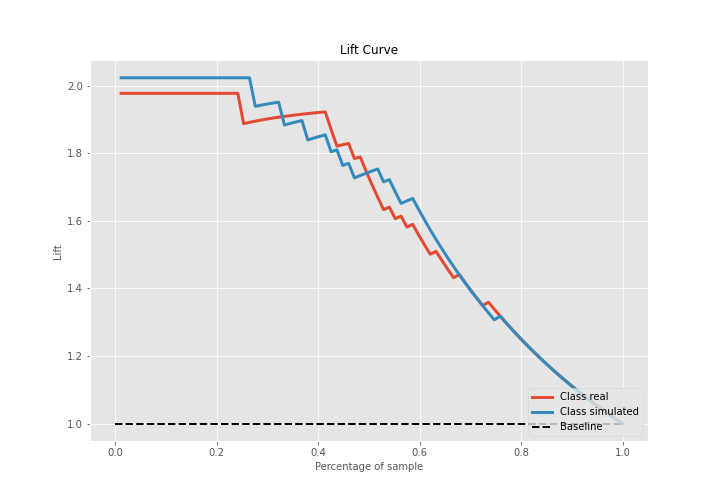 Lift Curve
2.0
1.8
1.6
1.4
1.2
1.0
Lift
0.0 0.2 0.4 0.6 0.8 1.0
Percentage of sample
Class real
Class simulated
Baseline